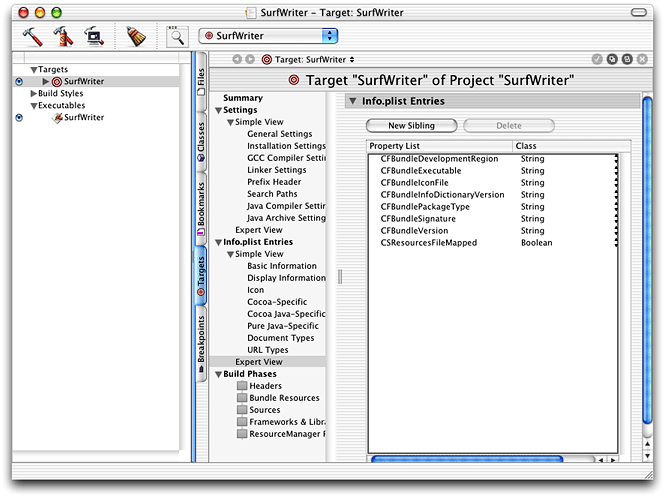 SurfWriter – Target: SurfWriter
SurfWriter
Targets
SurfWriter
Build Styles
Executables
SurfWriter
Files
Classes
Bookmarks
Targets
Breakpoints
Target: SurfWriter
Target "SurfWriter" of Project "SurfWriter"
Summary
Settings
Simple View
General Settings
Installation Settings
GCC Compiler Settin
Linker Settings
Prefix Header
Search Paths
Java Compiler Settin
Java Archive Setting
Expert View
Info.plist Entries
Simple View
Basic Information
Display Information
Icon
Cocoa-Specific
Cocoa Java-Specific
Pure Java-Specific
Document Types
URL Types
Expert View
Build Phases
Headers
Bundle Resources
Sources
Frameworks & Libra
ResourceManager R
Info.plist Entries
New Sibling
Delete
Property List Class
CFBundleDevelopmentRegion String
CFBundleExecutable String
CFBundleIconFile String
CFBundleInfoDictionaryVersion String
CFBundlePackageType String
CFBundleSignature String
CFBundleVersion String
CSResourcesFileMapped Boolean